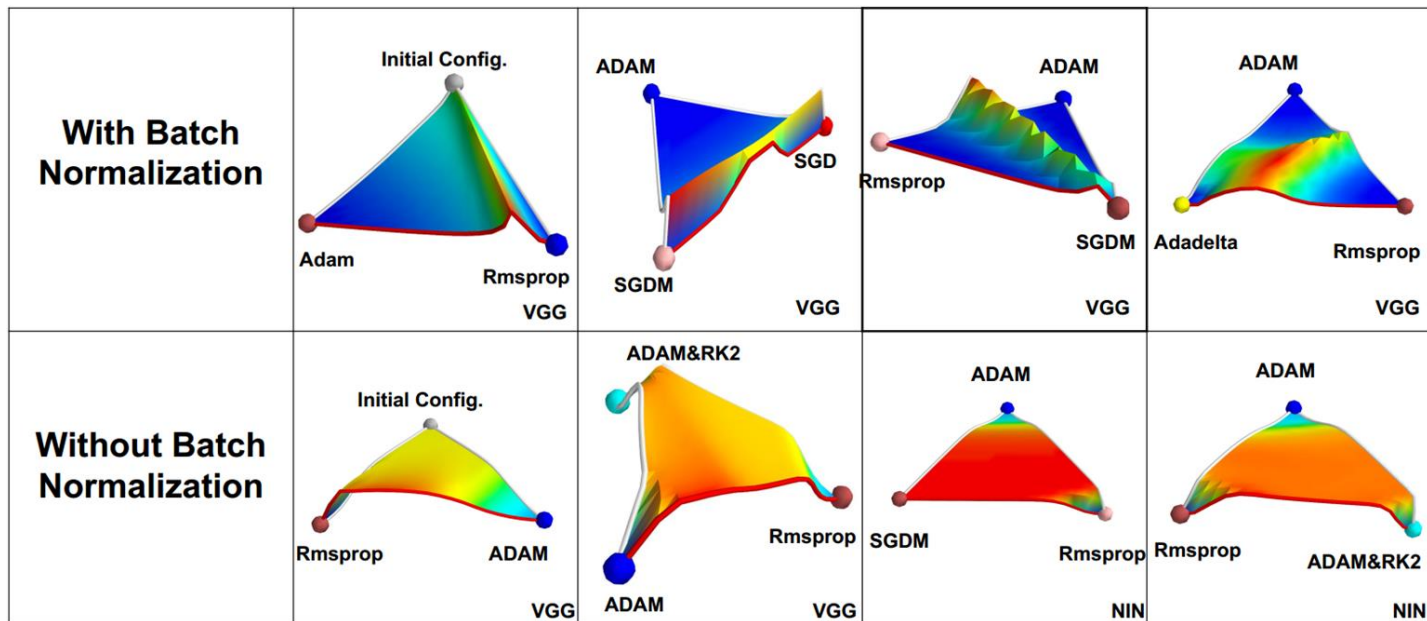 With Batch
Normalization
Initial Config.
Adam
Rmsprop
VGG
ADAM
SGD
SGDM
VGG
ADAM
Rmsprop
SGDM
VGG
ADAM
Adadelta
Rmsprop
VGG
Without Batch
Normalization
Initial Config.
Rmsprop
ADAM
VGG
ADAM&RK2
Rmsprop
ADAM
VGG
ADAM
SGDM
Rmsprop
NIN
ADAM
Rmsprop
ADAM&RK2
NIN